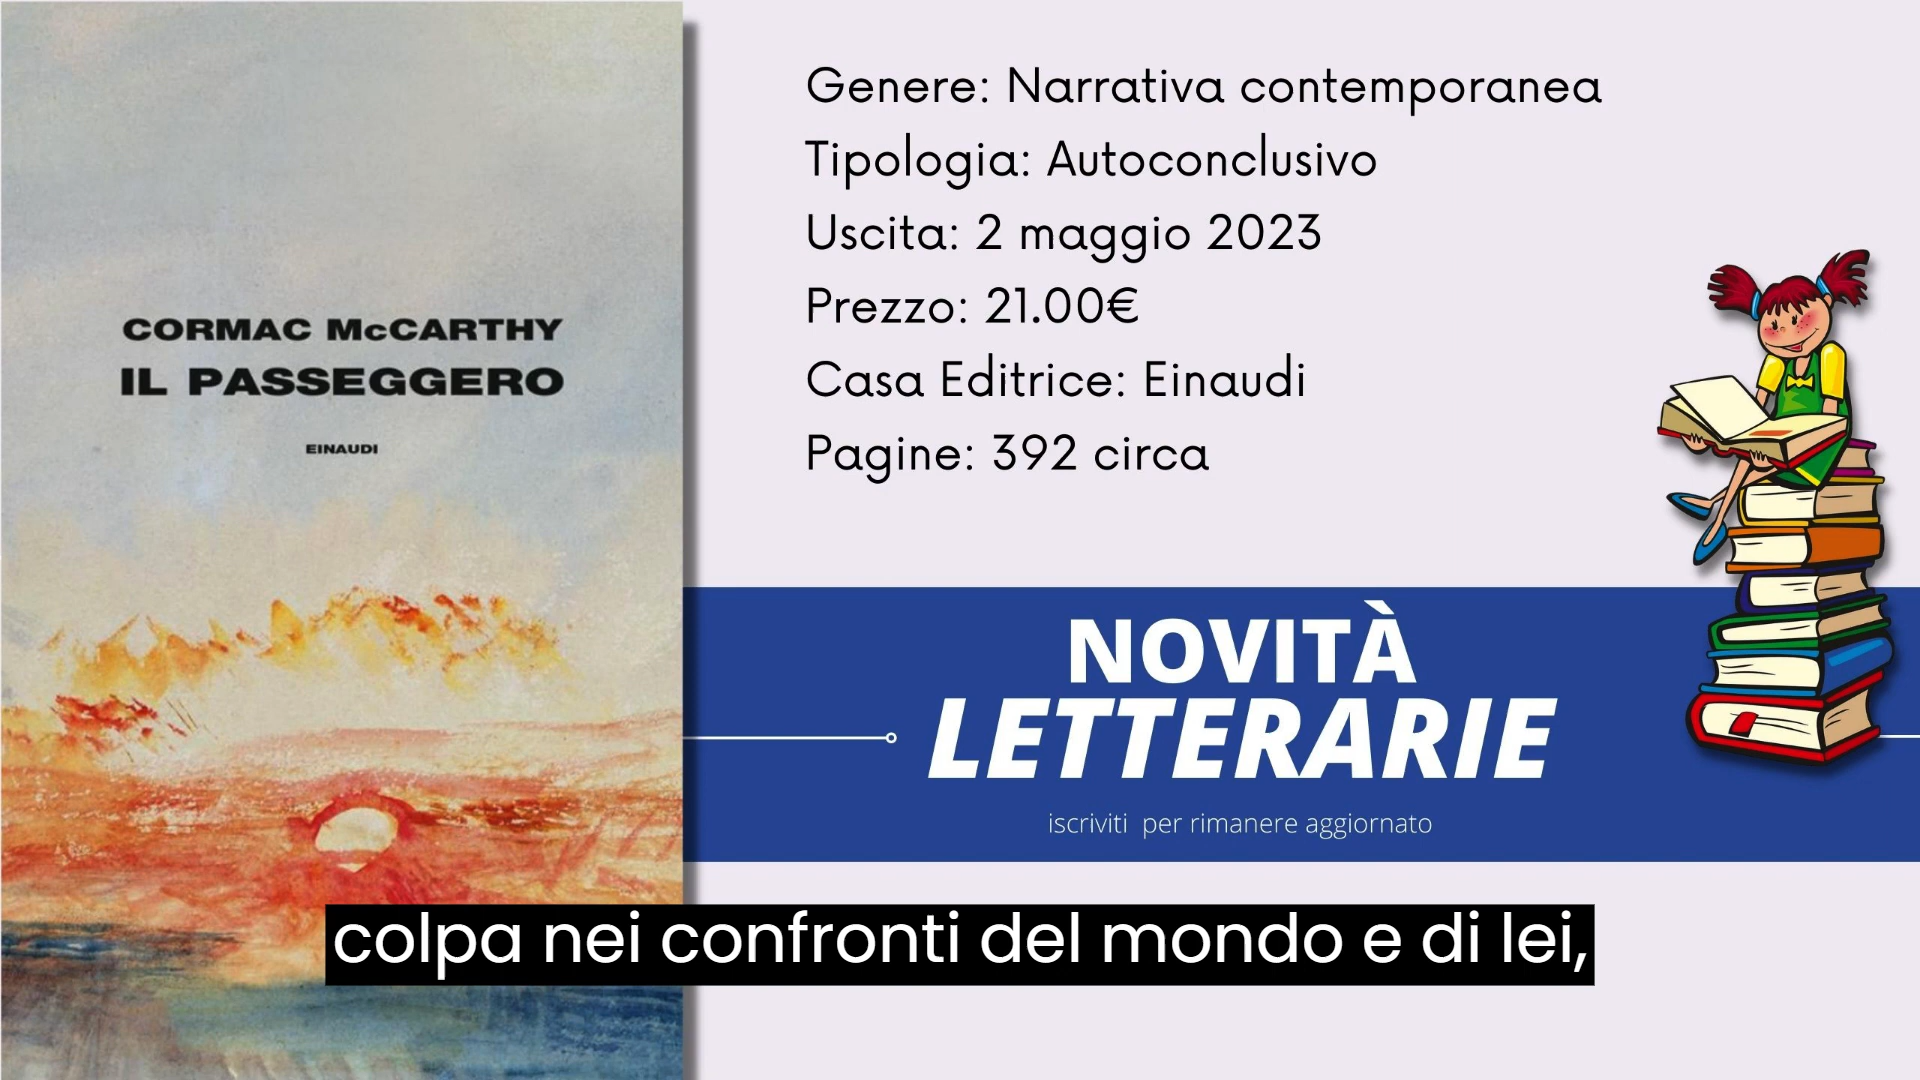 CORMAC McCARTHY
IL PASSEGGERO
EINAUDI
Genere: Narrativa contemporanea
Tipologia: Autoconclusivo
Uscita: 2 maggio 2023
Prezzo: 21.00€
Casa Editrice: Einaudi
Pagine: 392 circa
NOVITÀ
LETTERARIE
iscriviti per rimanere aggiornato
colpa nei confronti del mondo e di lei,